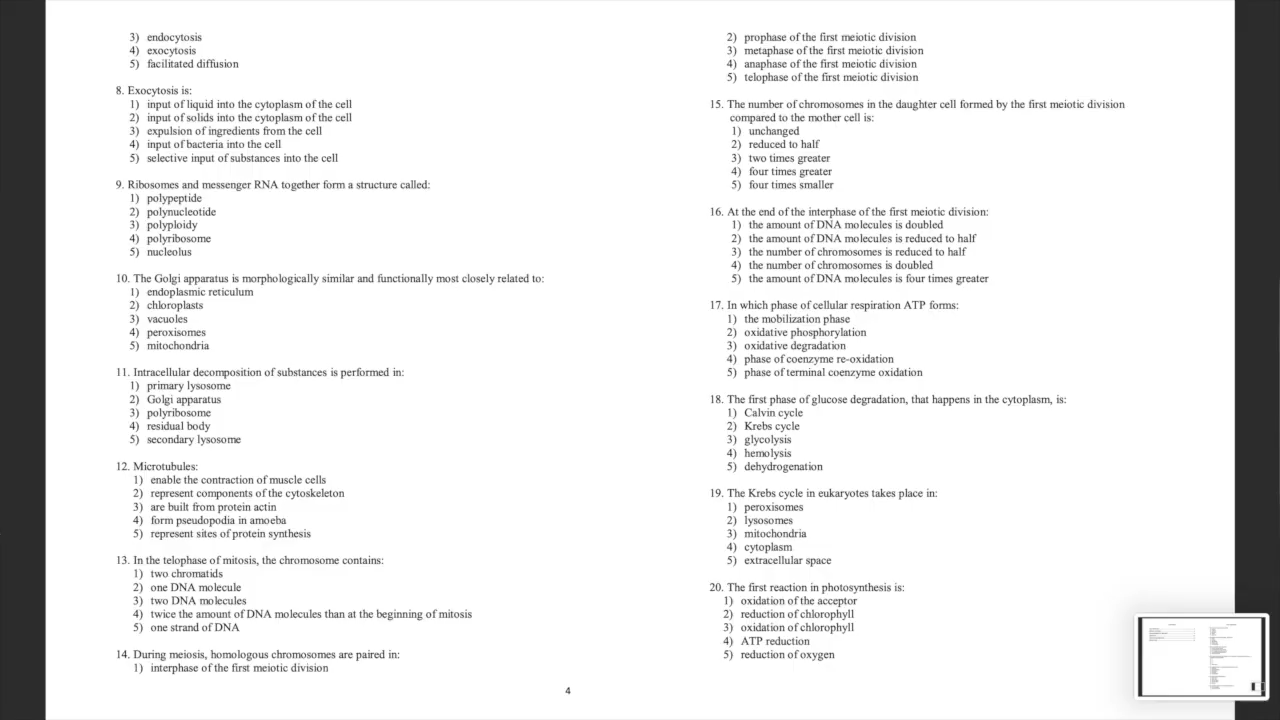 3) endocytosis
4) exocytosis
5) facilitated diffusion
8. Exocytosis is:
1) input of liquid into the cytoplasm of the cell
2) input of solids into the cytoplasm of the cell
3) expulsion of ingredients from the cell
4) input of bacteria into the cell
5) selective input of substances into the cell
9. Ribosomes and messenger RNA together form a structure called:
1) polypeptide
2) polynucleotide
3) polyploidy
4) polyribosome
5) nucleolus
10. The Golgi apparatus is morphologically similar and functionally most closely related to:
1) endoplasmic reticulum
2) chloroplasts
3) vacuoles
4) peroxisomes
5) mitochondria
11. Intracellular decomposition of substances is performed in:
1) primary lysosome
2) Golgi apparatus
3) polyribosome
4) residual body
5) secondary lysosome
12. Microtubules:
1) enable the contraction of muscle cells
2) represent components of the cytoskeleton
3) are built from protein actin
4) form pseudopodia in amoeba
5) represent sites of protein synthesis
13. In the telophase of mitosis, the chromosome contains:
1) two chromatids
2) one DNA molecule
3) two DNA molecules
4) twice the amount of DNA molecules than at the beginning of mitosis
5) one strand of DNA
14. During meiosis, homologous chromosomes are paired in:
1) interphase of the first meiotic division
2) prophase of the first meiotic division
3) metaphase of the first meiotic division
4) anaphase of the first meiotic division
5) telophase of the first meiotic division
15. The number of chromosomes in the daughter cell formed by the first meiotic division
compared to the mother cell is:
1) unchanged
2) reduced to half
3) two times greater
4) four times greater
5) four times smaller
16. At the end of the interphase of the first meiotic division:
1) the amount of DNA molecules is doubled
2) the amount of DNA molecules is reduced to half
3) the number of chromosomes is reduced to half
4) the number of chromosomes is doubled
5) the amount of DNA molecules is four times greater
17. In which phase of cellular respiration ATP forms:
1) the mobilization phase
2) oxidative phosphorylation
3) oxidative degradation
4) phase of coenzyme re-oxidation
5) phase of terminal coenzyme oxidation
18. The first phase of glucose degradation, that happens in the cytoplasm, is:
1) Calvin cycle
2) Krebs cycle
3) glycolysis
4) hemolysis
5) dehydrogenation
19. The Krebs cycle in eukaryotes takes place in:
1) peroxisomes
2) lysosomes
3) mitochondria
4) cytoplasm
5) extracellular space
20. The first reaction in photosynthesis is:
1) oxidation of the acceptor
2) reduction of chlorophyll
3) oxidation of chlorophyll
4) ATP reduction
5) reduction of oxygen
4